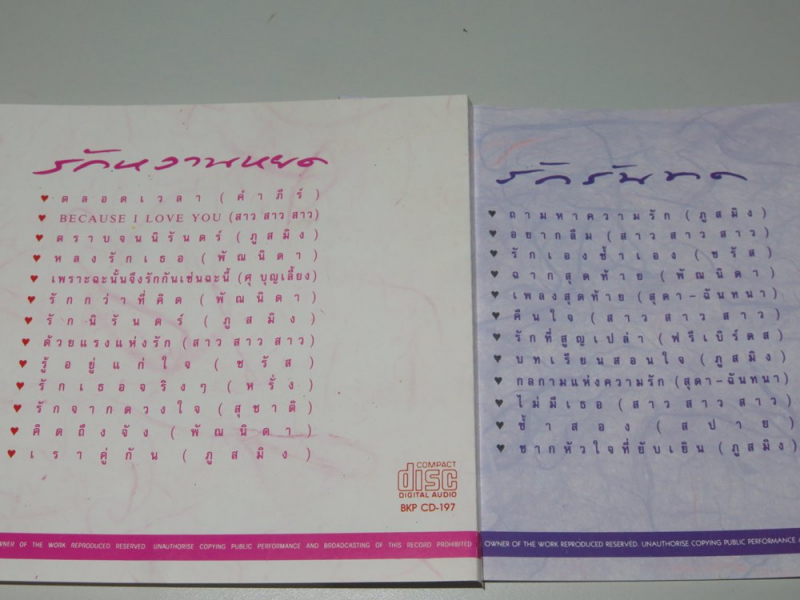 รักหวานหยด
ตลอดเวลา (คำภีร์)
BECAUSE I LOVE YOU (สาว สาว สาว)
ตราบจนนิรันดร์ (ภูสมิง)
หลงรักเธอ (พัณนิดา)
เพราะฉะนั้นจึงรักกันเช่นฉะนี้ (ศุ บุญเลี้ยง)
รักกว่าที่คิด (พัณนิดา)
รักนิรันดร์ (ภูสมิง)
ด้วยแรงแห่งรัก (สาว สาว สาว)
รู้อยู่แก่ใจ (ชรัส)
รักเธอจริงๆ (หรั่ง)
รักจากดวงใจ (สุชาติ)
คิดถึงจัง (พัณนิดา)
เราคู่กัน (ภูสมิง)
COMPACT
disc
DIGITAL AUDIO
BKP CD-197
OWNER OF THE WORK REPRODUCED RESERVED. UNAUTHORISE COPYING PUBLIC PERFORMANCE AND BROADCASTING OF THIS RECORD PROHIBITED
รักรันทด
ถามหาความรัก (ภูสมิง)
อยากลืม (สาว สาว สาว)
รักเองช้ำเอง (ชรัส)
ฉากสุดท้าย (พัณนิดา)
เพลงสุดท้าย (สุดา-ฉันทนา)
คืนใจ (สาว สาว สาว)
รักที่สูญเปล่า (ฟรีเบิร์ดส)
บทเรียนสอนใจ (ภูสมิง)
กลกามแห่งความรัก (สุดา-ฉันทนา)
ไม่มีเธอ (สาว สาว สาว)
ช้ำสอง (สปาย)
ซากหัวใจที่ยับเยิน (ภูสมิง)
OWNER OF THE WORK REPRODUCED RESERVED. UNAUTHORISE COPYING PUBLIC PERFORMANCE